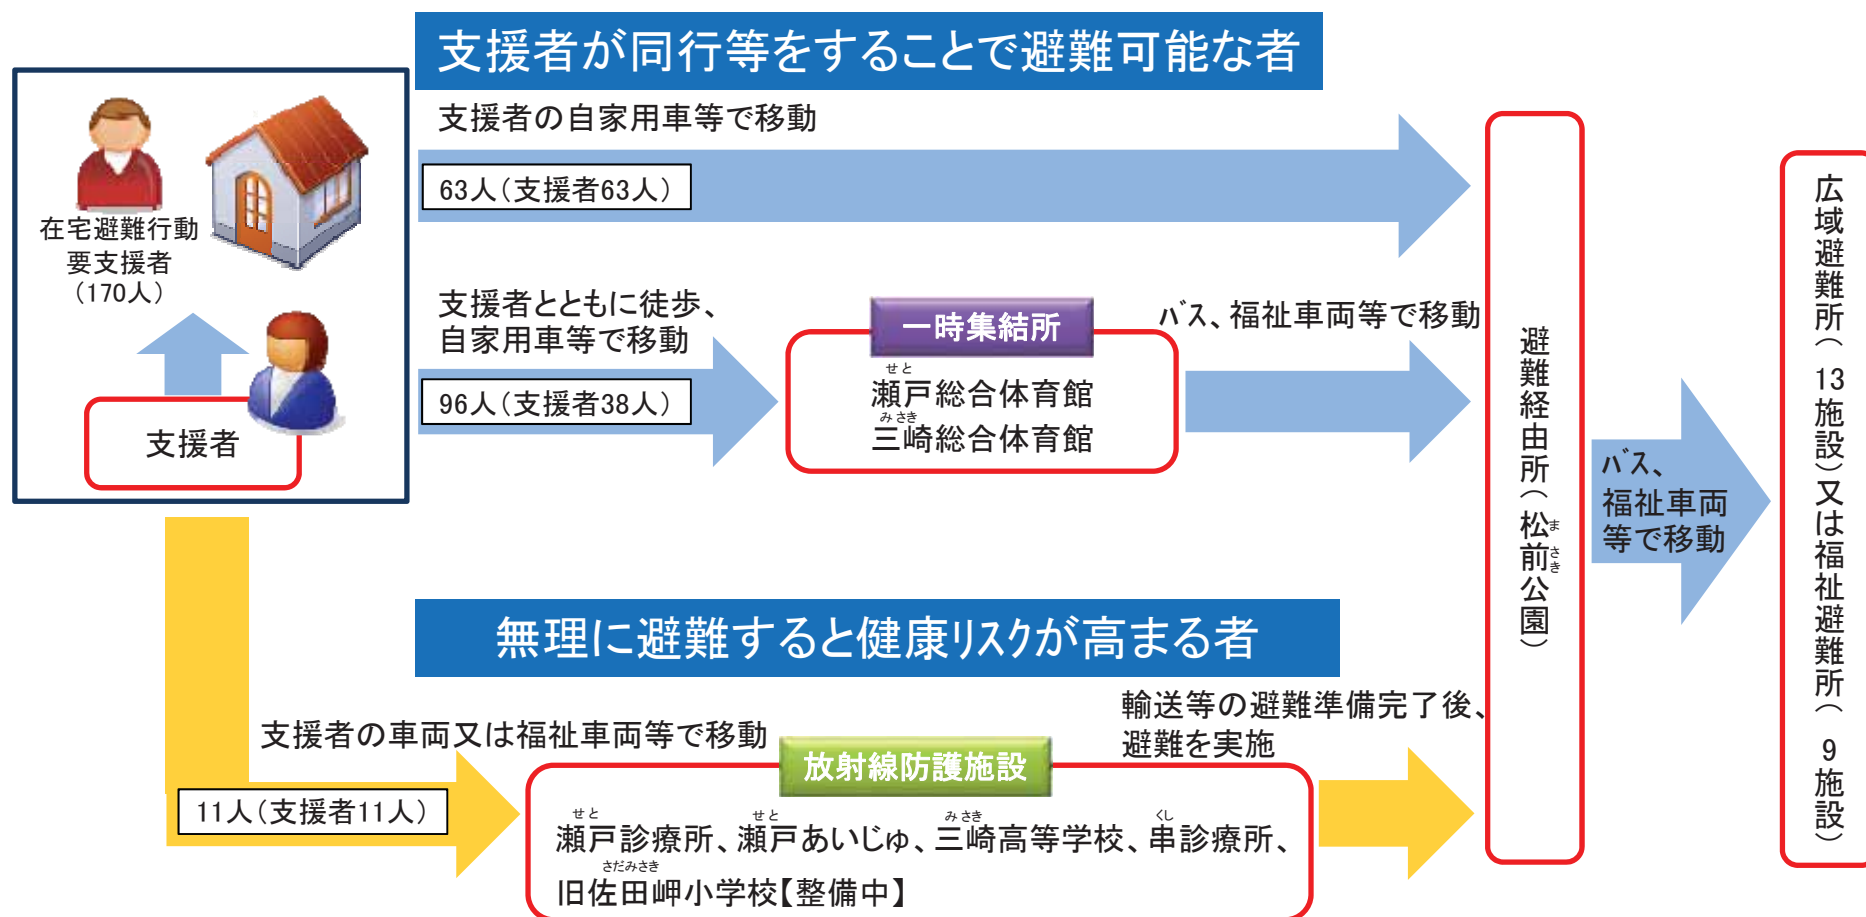 支援者が同行等をすることで避難可能な者
在宅避難行動
要支援者
(170人)
支援者
支援者の自家用車等で移動
63人(支援者63人)
支援者とともに徒歩、
自家用車等で移動
96人(支援者38人)
一時集結所
せと
瀬戸総合体育館
みさき
三崎総合体育館
バス、福祉車両等で移動
無理に避難すると健康リスクが高まる者
支援者の車両又は福祉車両等で移動
11人(支援者11人)
放射線防護施設
せと せと みさき くし
瀬戸診療所、瀬戸あいじゅ、三崎高等学校、串診療所、
さだみさき
旧佐田岬小学校【整備中】
輸送等の避難準備完了後、
避難を実施
避難経由所(松前公園)
まさき
バス、
福祉車両
等で移動
広域避難所(13施設)又は福祉避難所(9施設)